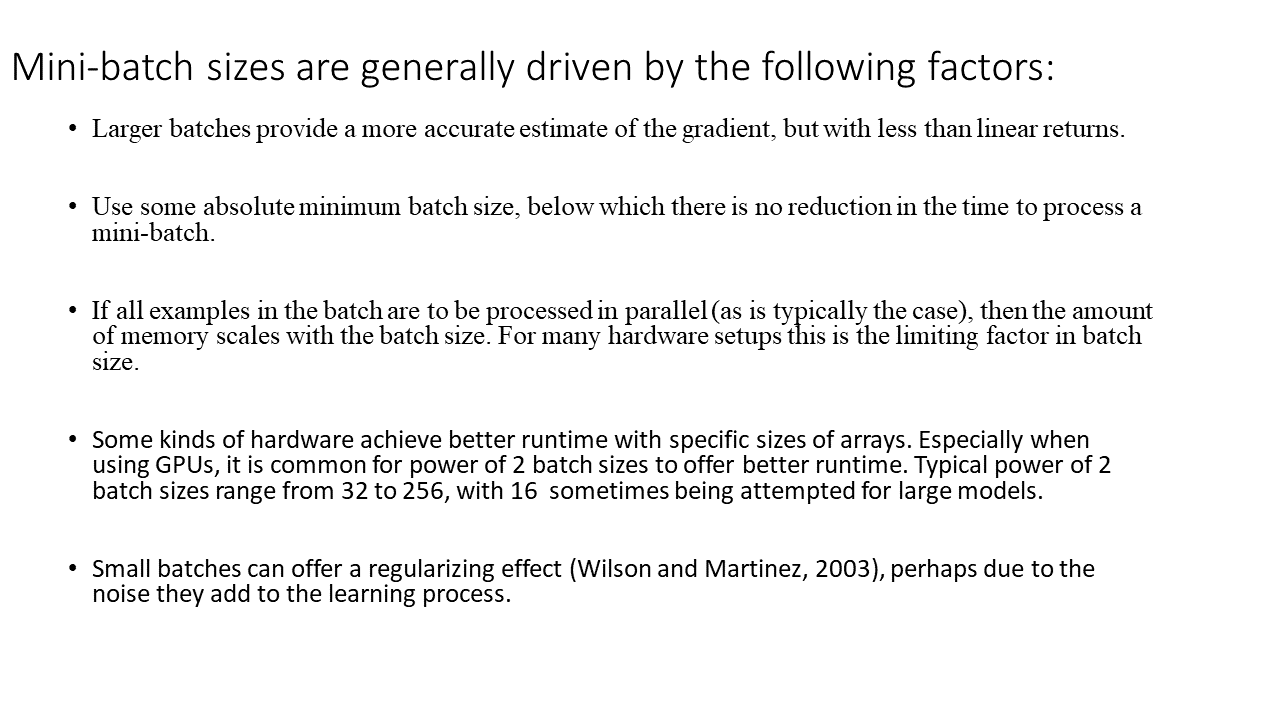 Mini-batch sizes are generally driven by the following factors:
• Larger batches provide a more accurate estimate of the gradient, but with less than linear returns.
• Use some absolute minimum batch size, below which there is no reduction in the time to process a
mini-batch.
• If all examples in the batch are to be processed in parallel (as is typically the case), then the amount
of memory scales with the batch size. For many hardware setups this is the limiting factor in batch
size.
• Some kinds of hardware achieve better runtime with specific sizes of arrays. Especially when
using GPUs, it is common for power of 2 batch sizes to offer better runtime. Typical power of 2
batch sizes range from 32 to 256, with 16  sometimes being attempted for large models.
• Small batches can offer a regularizing effect (Wilson and Martinez, 2003), perhaps due to the
noise they add to the learning process.